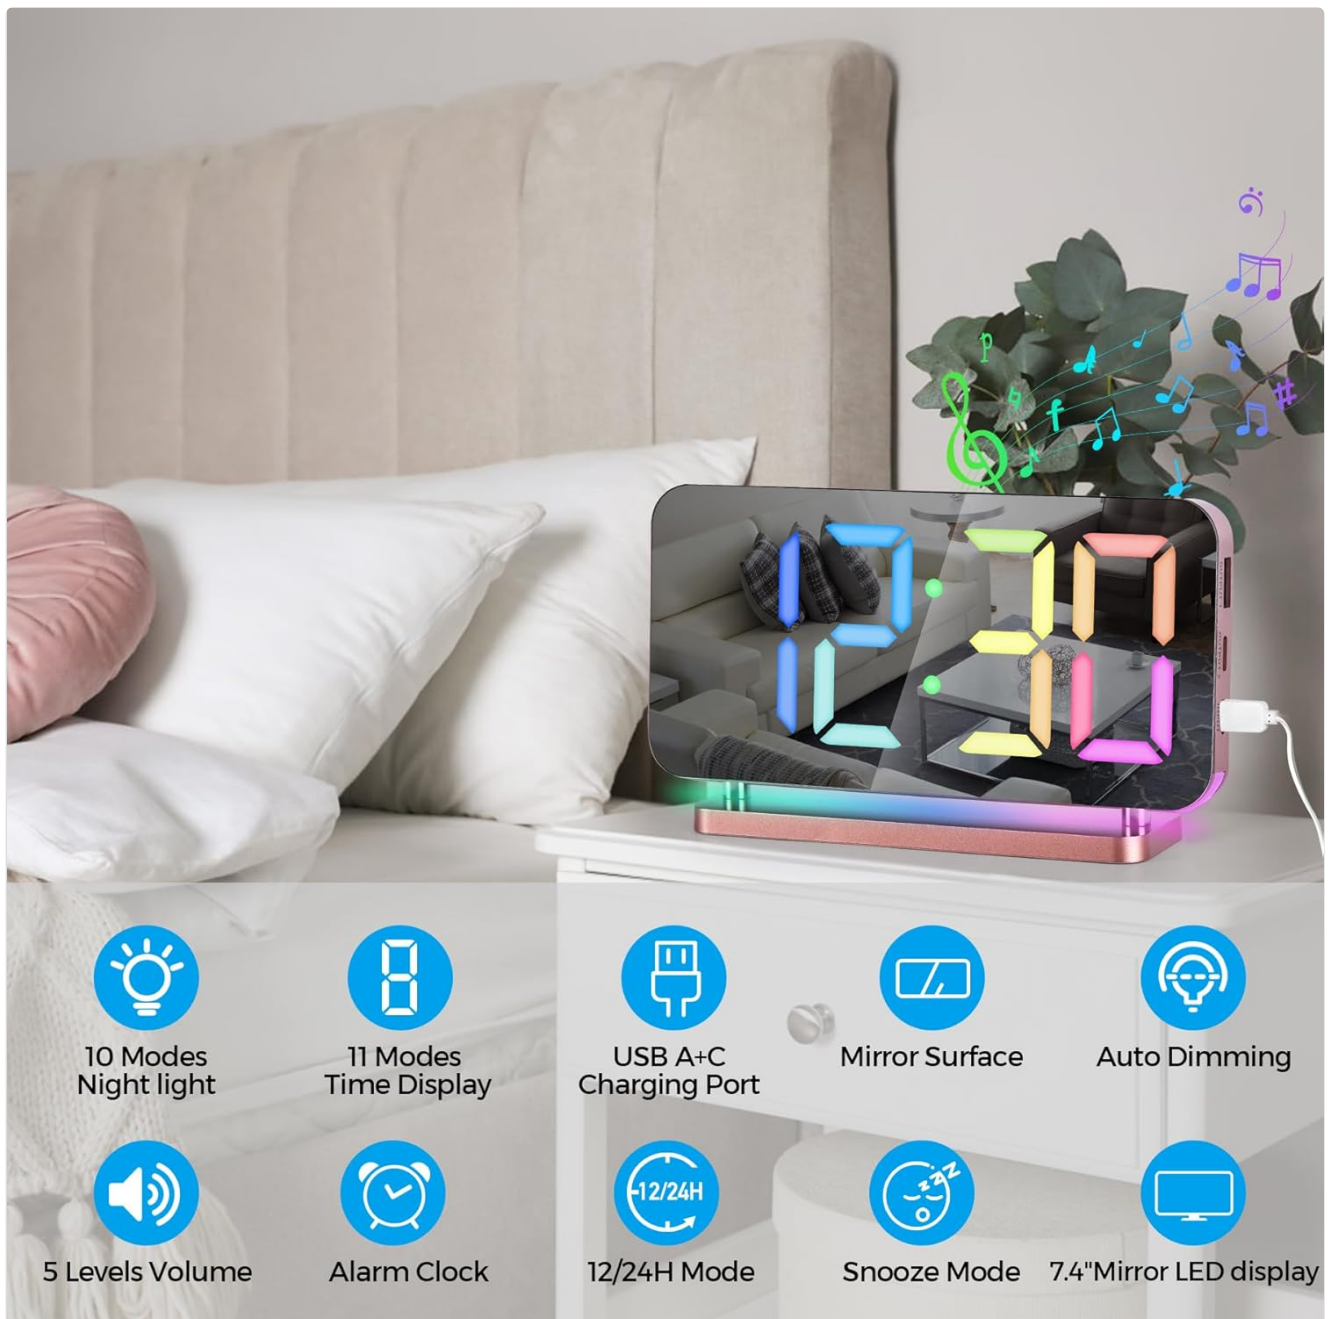 12:30
10 Modes
Night light
11 Modes
Time Display
USB A+C
Charging Port
Mirror Surface
Auto Dimming
12/24H
zzz
5 Levels Volume
Alarm Clock
12/24H Mode
Snooze Mode
7.4"Mirror LED display